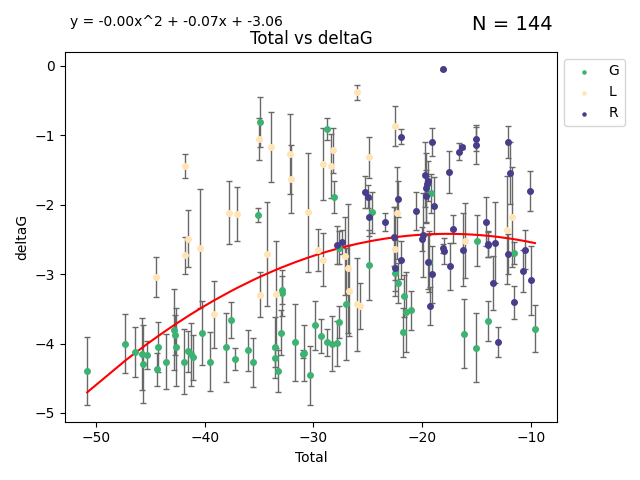 y = -0.00x^2 + -0.07x + -3.06
N = 144
Total vs deltaG
G
L
R
0
−1
−2
−3
−4
−5
deltaG
−50 −40 −30 −20 −10
Total